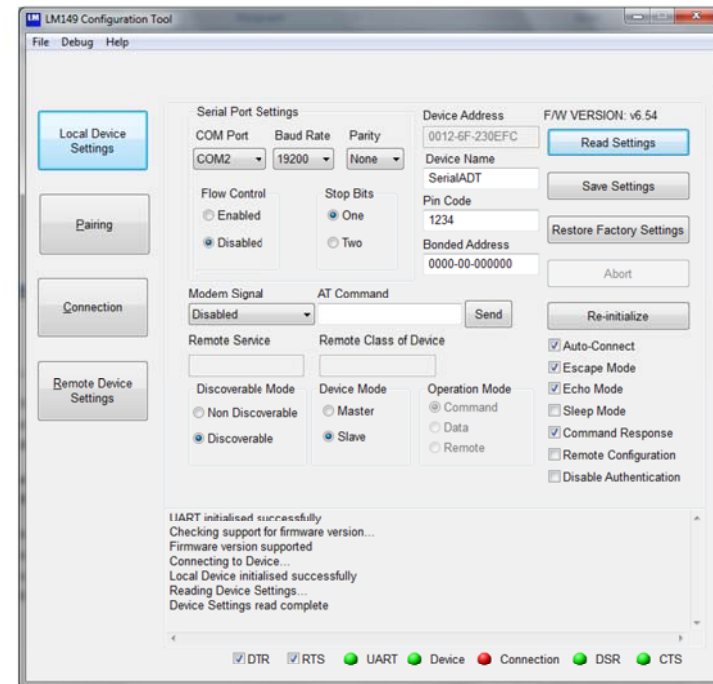 LM LM149 Configuration Tool
File Debug Help
Local Device
Settings
Pairing
Connection
Remote Device
Settings
Serial Port Settings
COM Port Baud Rate Parity
COM2 19200 None
Flow Control
Enabled
Disabled
Stop Bits
One
Two
Device Address
0012-6F-230EFC
Device Name
SerialADT
Pin Code
1234
Bonded Address
0000-00-000000
F/W VERSION: v6.54
Read Settings
Save Settings
Restore Factory Settings
Abort
Re-initialize
Modem Signal AT Command
Disabled Send
Remote Service Remote Class of Device
Discoverable Mode
Non Discoverable
Discoverable
Device Mode
Master
Slave
Operation Mode
Command
Data
Remote
Auto-Connect
Escape Mode
Echo Mode
Sleep Mode
Command Response
Remote Configuration
Disable Authentication
UART initialised successfully
Checking support for firmware version...
Firmware version supported
Connecting to Device...
Local Device initialised successfully
Reading Device Settings...
Device Settings read complete
DTR RTS UART Device Connection DSR CTS